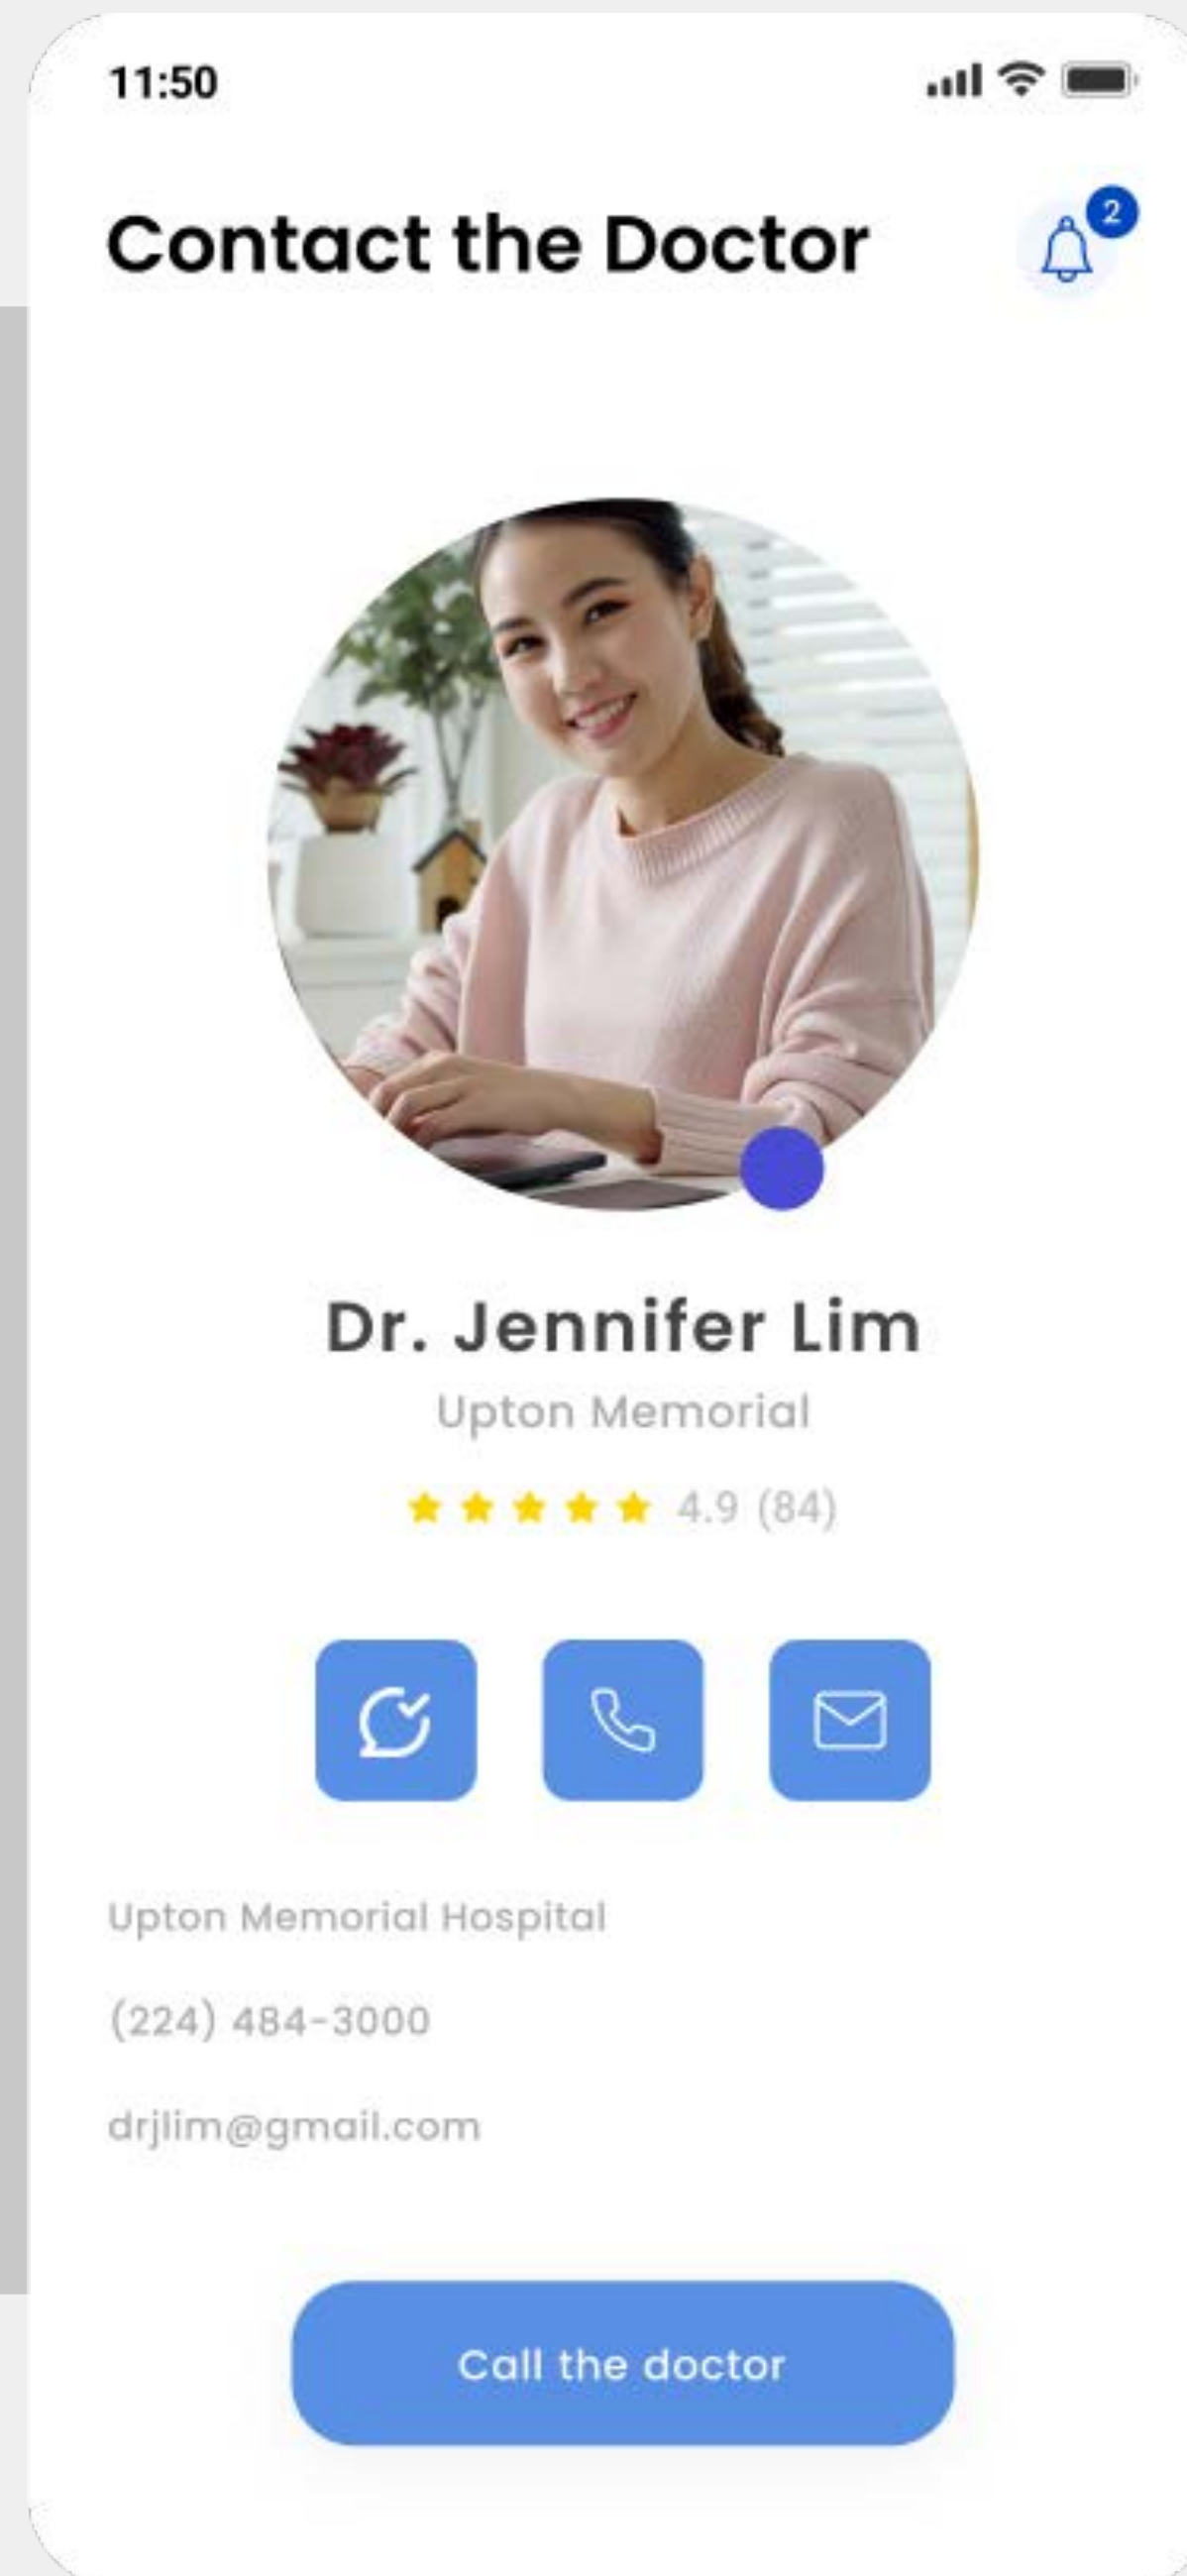 11:50
Contact the Doctor
2
Dr. Jennifer Lim
Upton Memorial
4.9 (84)
Upton Memorial Hospital
(224) 484-3000
drjlim@gmail.com
Call the doctor